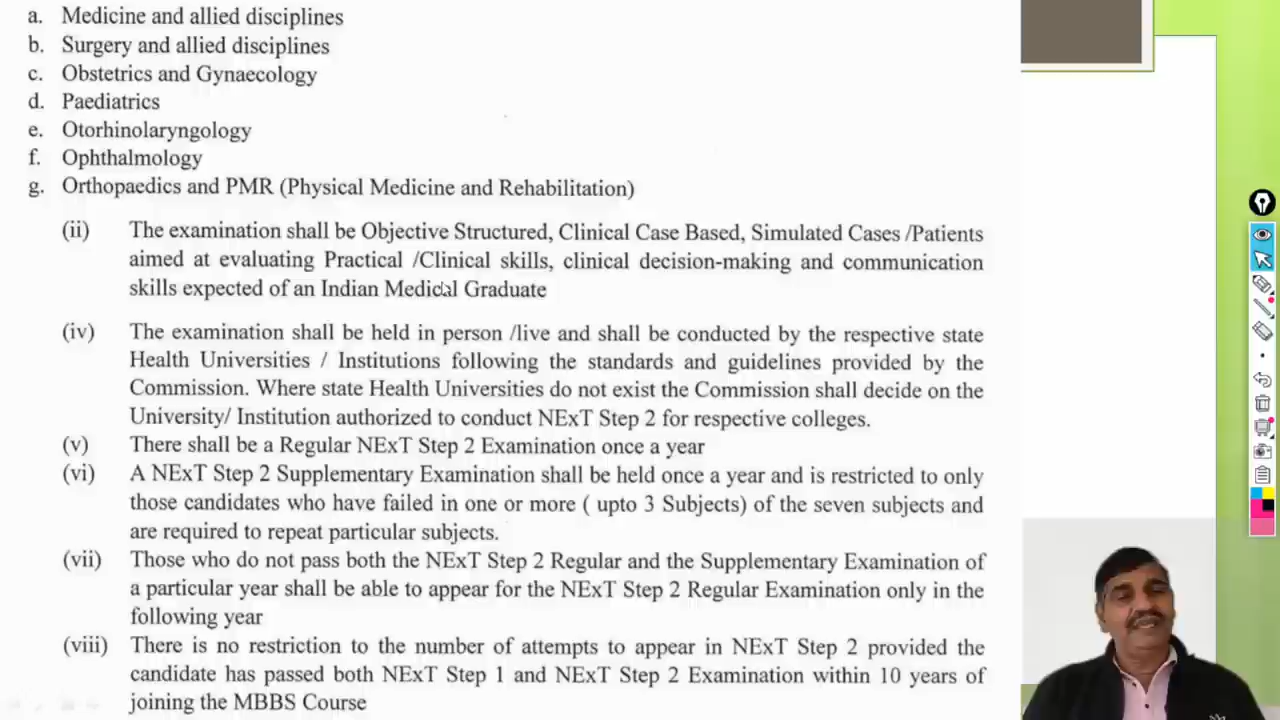 a. Medicine and allied disciplines
b. Surgery and allied disciplines
c. Obstetrics and Gynaecology
d. Paediatrics
e. Otorhinolaryngology
f. Ophthalmology
g. Orthopaedics and PMR (Physical Medicine and Rehabilitation)
(ii) The examination shall be Objective Structured, Clinical Case Based, Simulated Cases /Patients
aimed at evaluating Practical /Clinical skills, clinical decision-making and communication
skills expected of an Indian Medical Graduate
(iv) The examination shall be held in person /live and shall be conducted by the respective state
Health Universities / Institutions following the standards and guidelines provided by the
Commission. Where state Health Universities do not exist the Commission shall decide on the
University/ Institution authorized to conduct NExT Step 2 for respective colleges.
(v) There shall be a Regular NExT Step 2 Examination once a year
(vi) A NExT Step 2 Supplementary Examination shall be held once a year and is restricted to only
those candidates who have failed in one or more ( upto 3 Subjects) of the seven subjects and
are required to repeat particular subjects.
(vii) Those who do not pass both the NExT Step 2 Regular and the Supplementary Examination of
a particular year shall be able to appear for the NExT Step 2 Regular Examination only in the
following year
(viii) There is no restriction to the number of attempts to appear in NExT Step 2 provided the
candidate has passed both NExT Step 1 and NExT Step 2 Examination within 10 years of
joining the MBBS Course